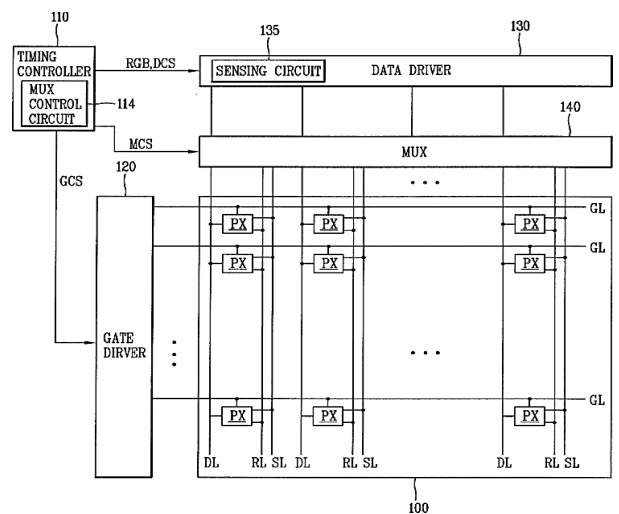 110
135
130
TIMING
CONTROLLER
RGB,DCS
SENSING CIRCUIT
DATA DRIVER
MUX
CONTROL
CIRCUIT
114
140
MCS
MUX
GCS
120
• • •
GL
PX PX PX
GL
PX PX PX
GATE
DIRVER
• • •
GL
PX PX PX
DL RL SL DL RL SL DL RL SL
100